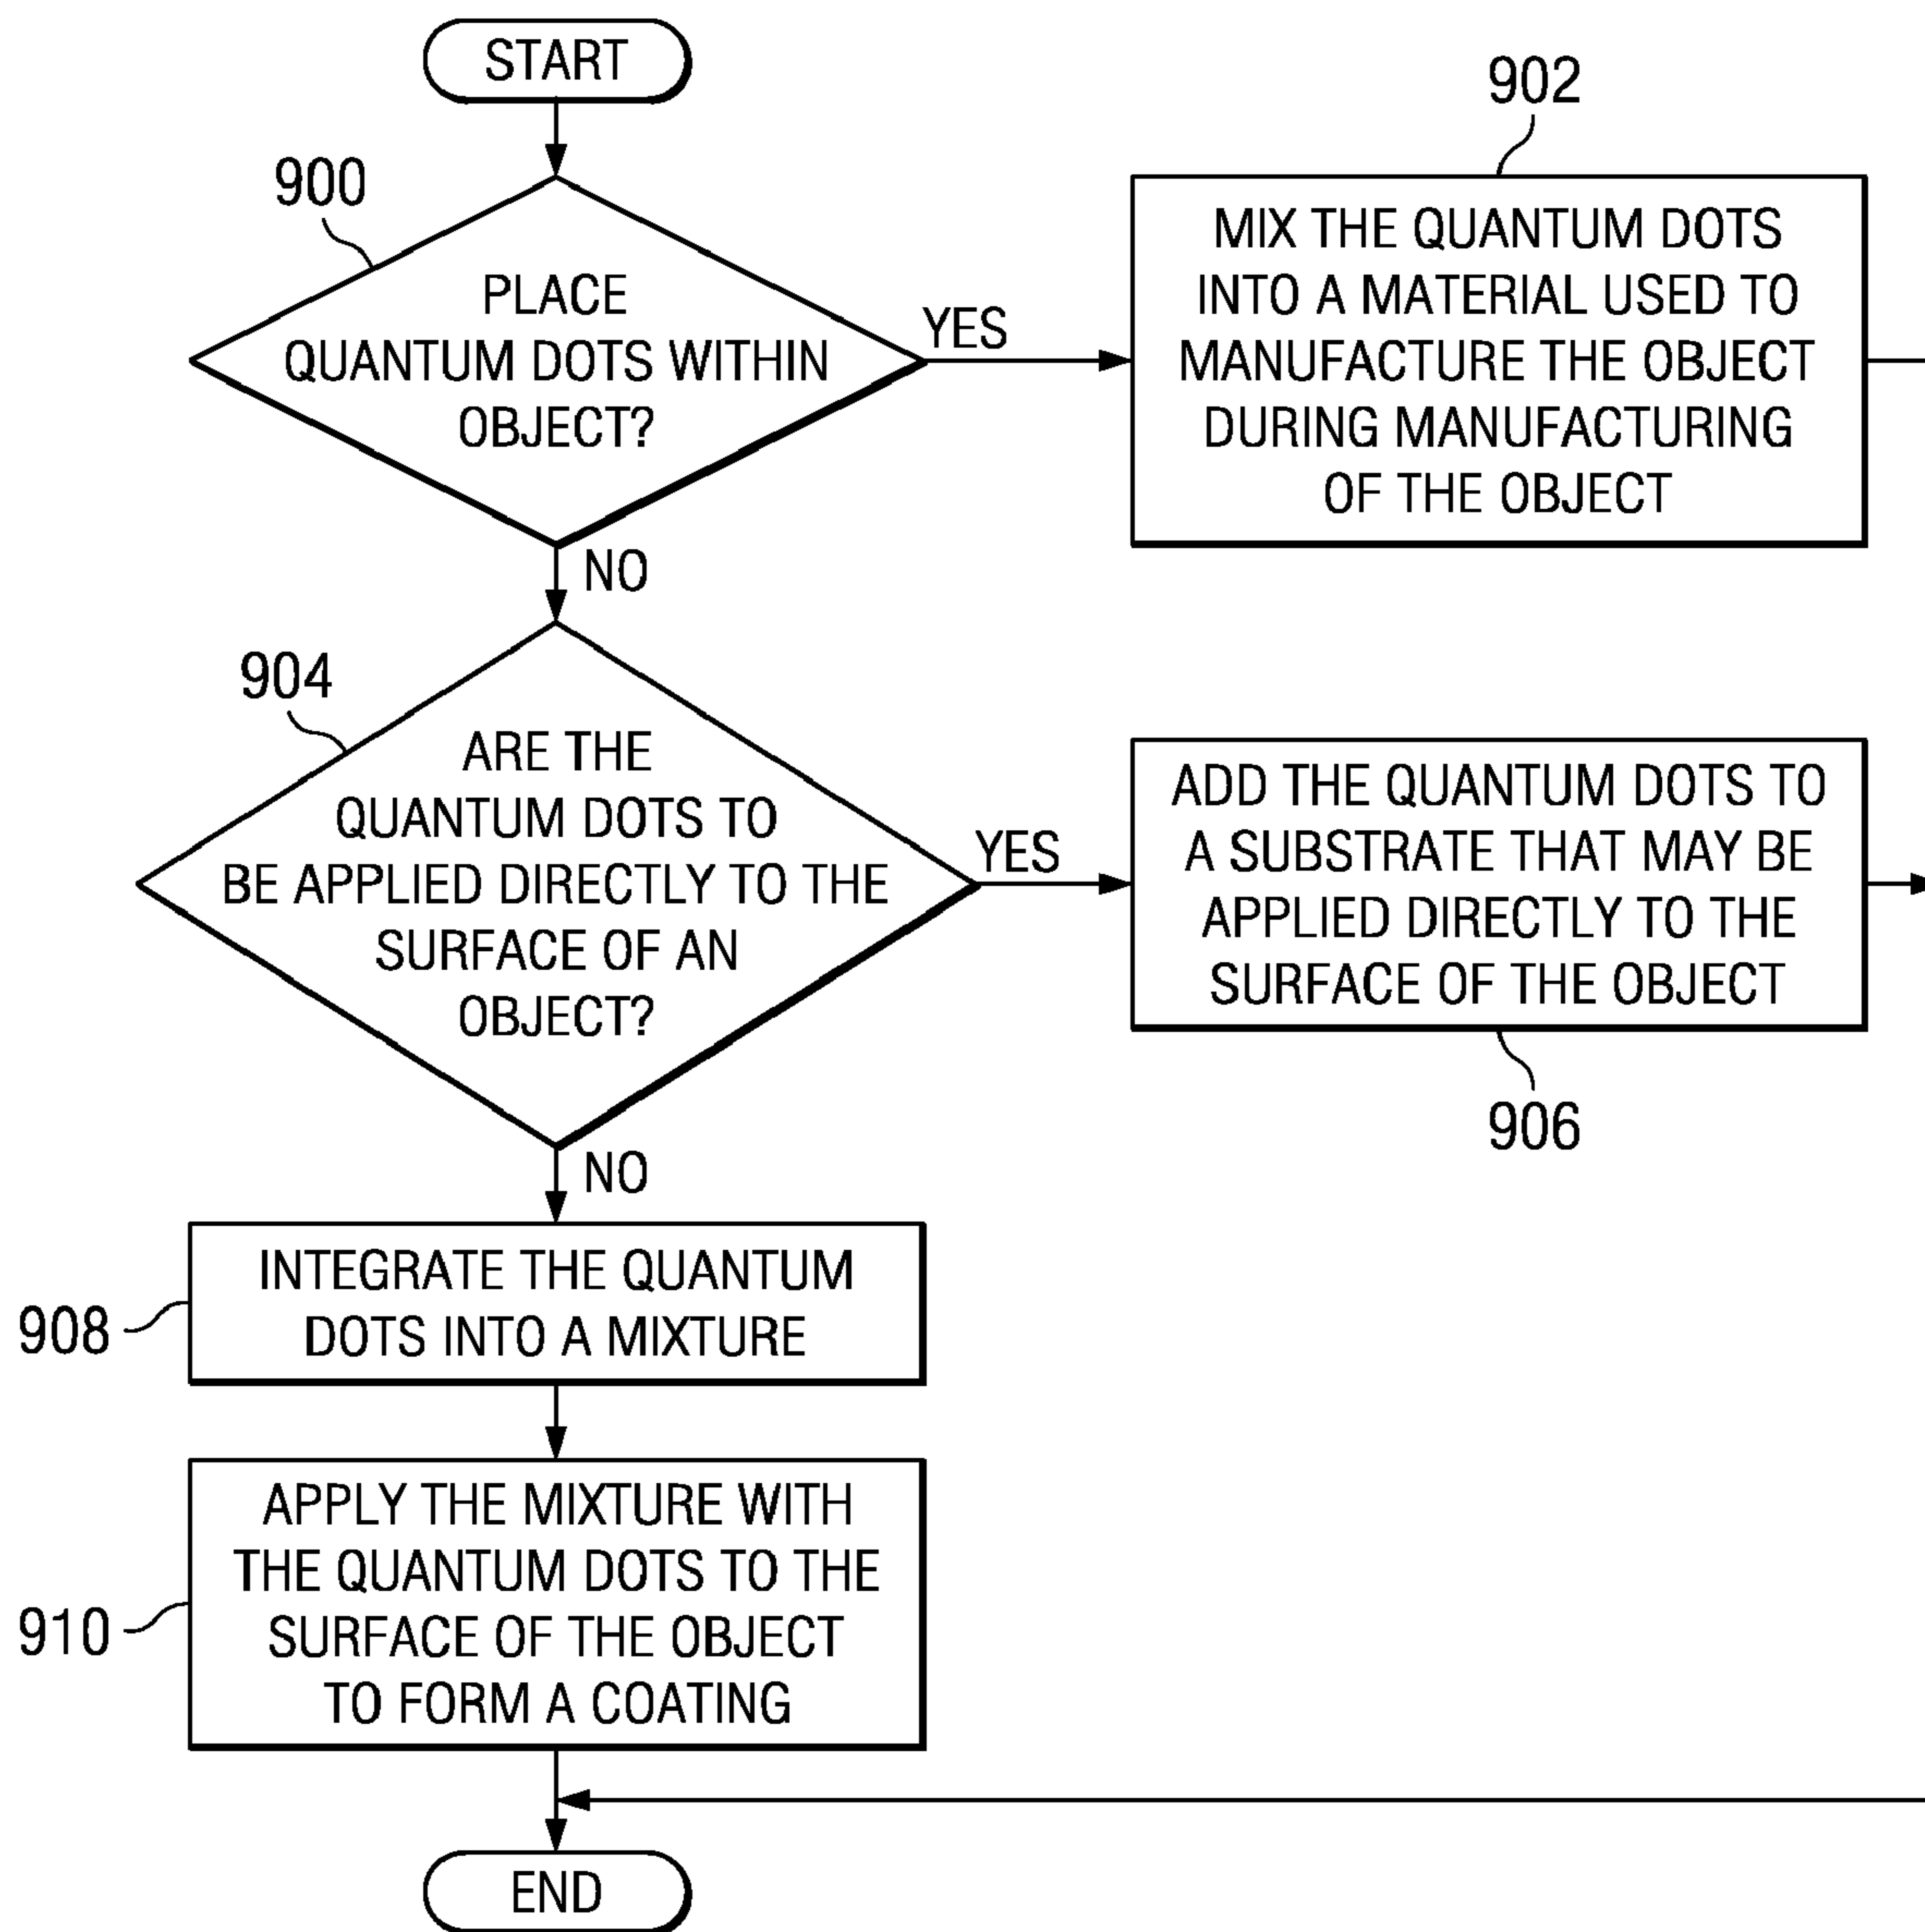 START
900
PLACE
QUANTUM DOTS WITHIN
OBJECT?
YES
902
MIX THE QUANTUM DOTS
INTO A MATERIAL USED TO
MANUFACTURE THE OBJECT
DURING MANUFACTURING
OF THE OBJECT
NO
904
ARE THE
QUANTUM DOTS TO
BE APPLIED DIRECTLY TO THE
SURFACE OF AN
OBJECT?
YES
ADD THE QUANTUM DOTS TO
A SUBSTRATE THAT MAY BE
APPLIED DIRECTLY TO THE
SURFACE OF THE OBJECT
906
NO
908
INTEGRATE THE QUANTUM
DOTS INTO A MIXTURE
910
APPLY THE MIXTURE WITH
THE QUANTUM DOTS TO THE
SURFACE OF THE OBJECT
TO FORM A COATING
END